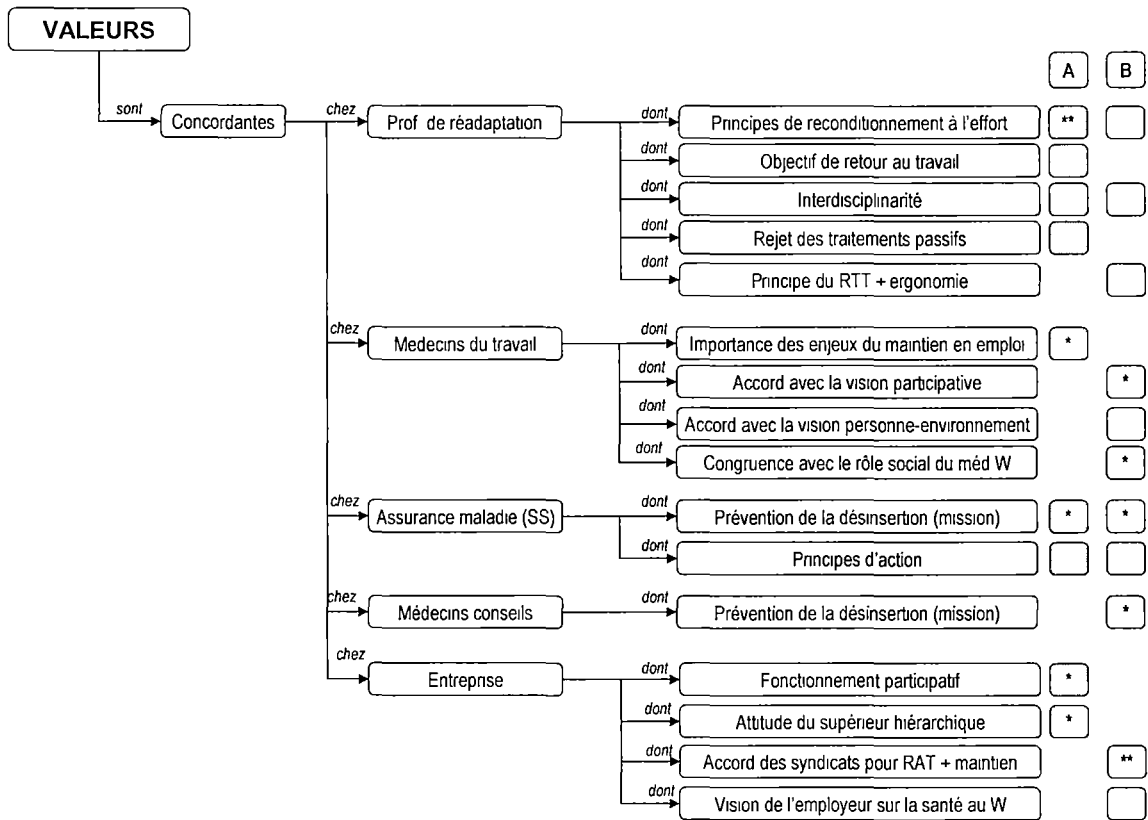 VALEURS
A B
sont Concordantes chez Prof de réadaptation dont Principes de reconditionnement à l'effort **
dont Objectif de retour au travail
dont Interdisciplinarité
dont Rejet des traitements passifs
dont Principe du RTT + ergonomie
chez Medecins du travail dont Importance des enjeux du maintien en emploi *
dont Accord avec la vision participative *
dont Accord avec la vision personne-environnement
dont Congruence avec le rôle social du méd W *
chez Assurance maladie (SS) dont Prévention de la désinsertion (mission) * *
dont Principes d'action
chez Médecins conseils dont Prévention de la désinsertion (mission) *
chez Entreprise dont Fonctionnement participatif *
dont Attitude du supérieur hiérarchique *
dont Accord des syndicats pour RAT + maintien **
dont Vision de l'employeur sur la santé au W